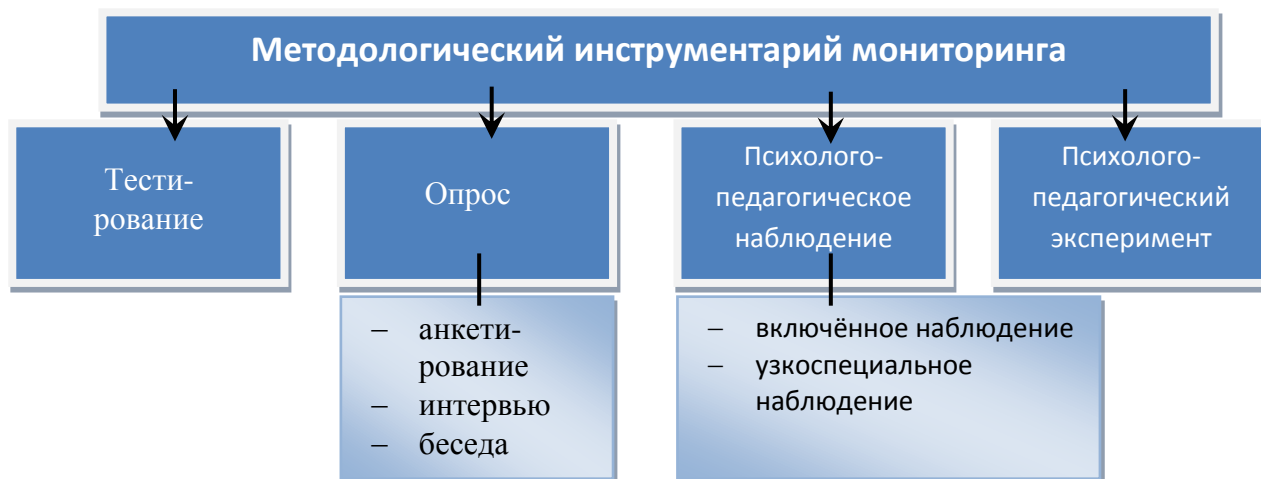 Методологический инструментарий мониторинга
Тести-
рование
Опрос
Психолого-
педагогическое
наблюдение
Психолого-
педагогический
эксперимент
– анкети-
рование
– интервью
– беседа
– включённое наблюдение
– узкоспециальное
наблюдение